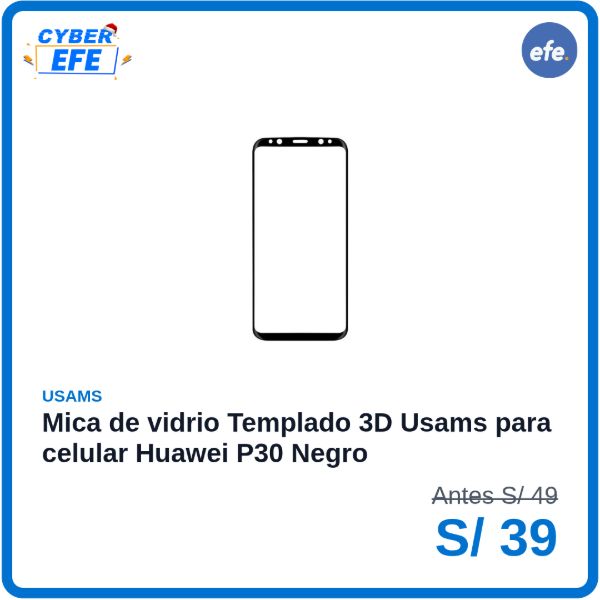 CYBER
EFE
efe.
USAMS
Mica de vidrio Templado 3D Usams para
celular Huawei P30 Negro
Antes S/ 49
S/ 39